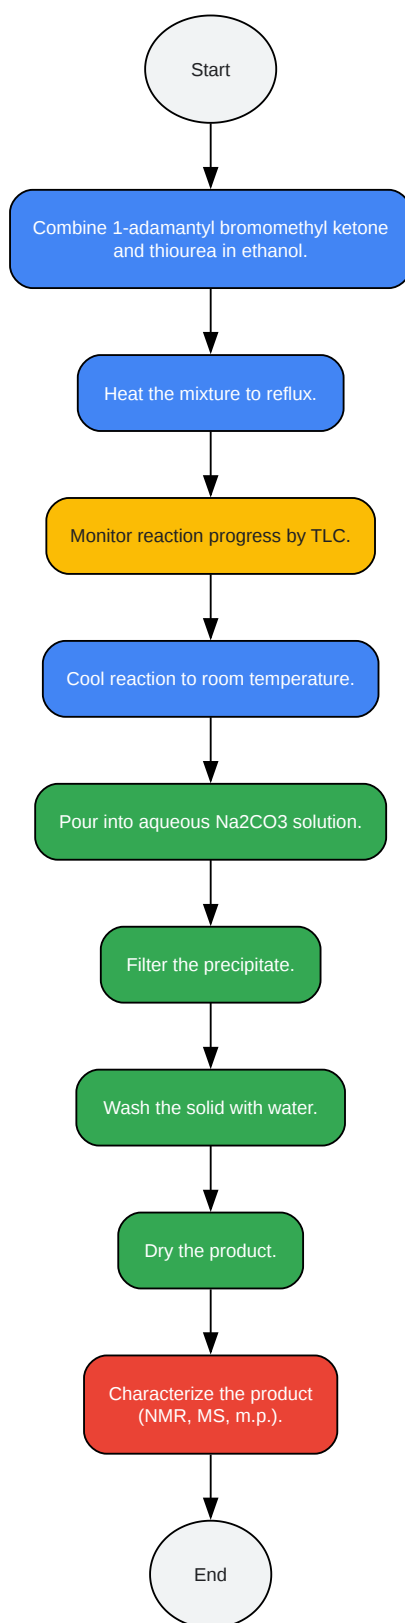 Start
Combine 1-adamantyl bromomethyl ketone
and thiourea in ethanol.
Heat the mixture to reflux.
Monitor reaction progress by TLC.
Cool reaction to room temperature.
Pour into aqueous Na2CO3 solution.
Filter the precipitate.
Wash the solid with water.
Dry the product.
Characterize the product
(NMR, MS, m.p.).
End